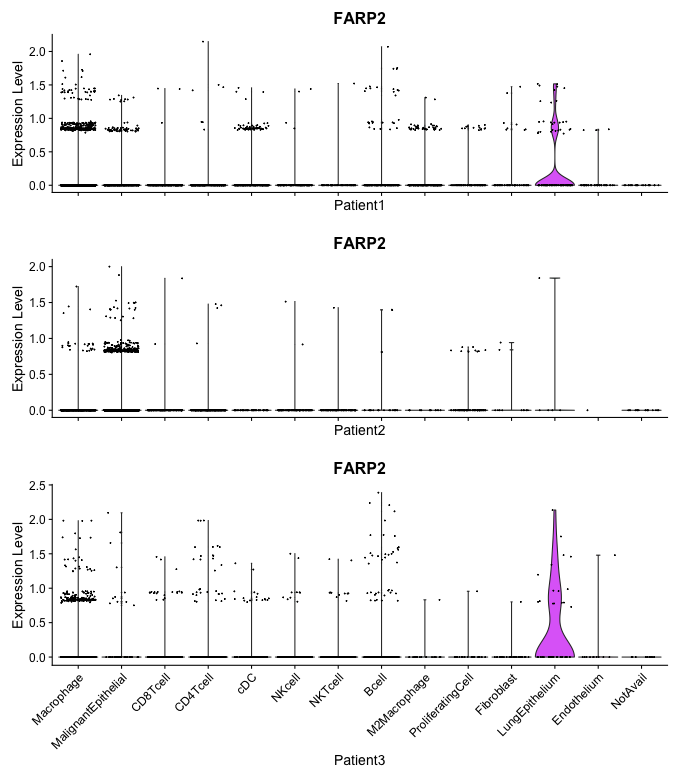 FARP2
2.0
1.5
1.0
0.5
0.0
Expression Level
Patient1
FARP2
2.0
1.5
1.0
0.5
0.0
Expression Level
Patient2
FARP2
2.5
2.0
1.5
1.0
0.5
0.0
Expression Level
Macrophage
MalignantEpithelial
CD8Tcell
CD4Tcell
cDC
NKcell
NKTcell
Bcell
M2Macrophage
ProliferatingCell
Fibroblast
LungEpithelium
Endothelium
NotAvail
Patient3